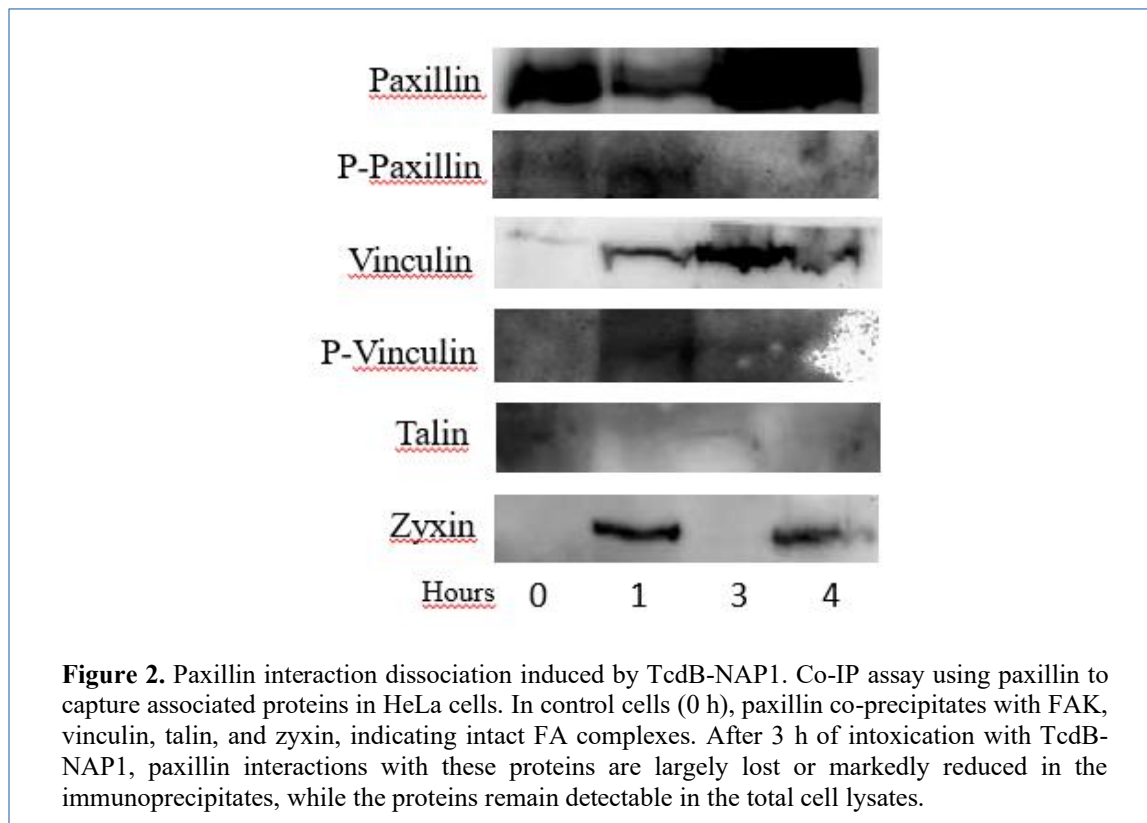 Paxillin
P-Paxillin
Vinculin
P-Vinculin
Talin
Zyxin
Hours 0 1 3 4
Figure 2. Paxillin interaction dissociation induced by TcdB-NAP1. Co-IP assay using paxillin to
capture associated proteins in HeLa cells. In control cells (0 h), paxillin co-precipitates with FAK,
vinculin, talin, and zyxin, indicating intact FA complexes. After 3 h of intoxication with TcdB-
NAP1, paxillin interactions with these proteins are largely lost or markedly reduced in the
immunoprecipitates, while the proteins remain detectable in the total cell lysates.